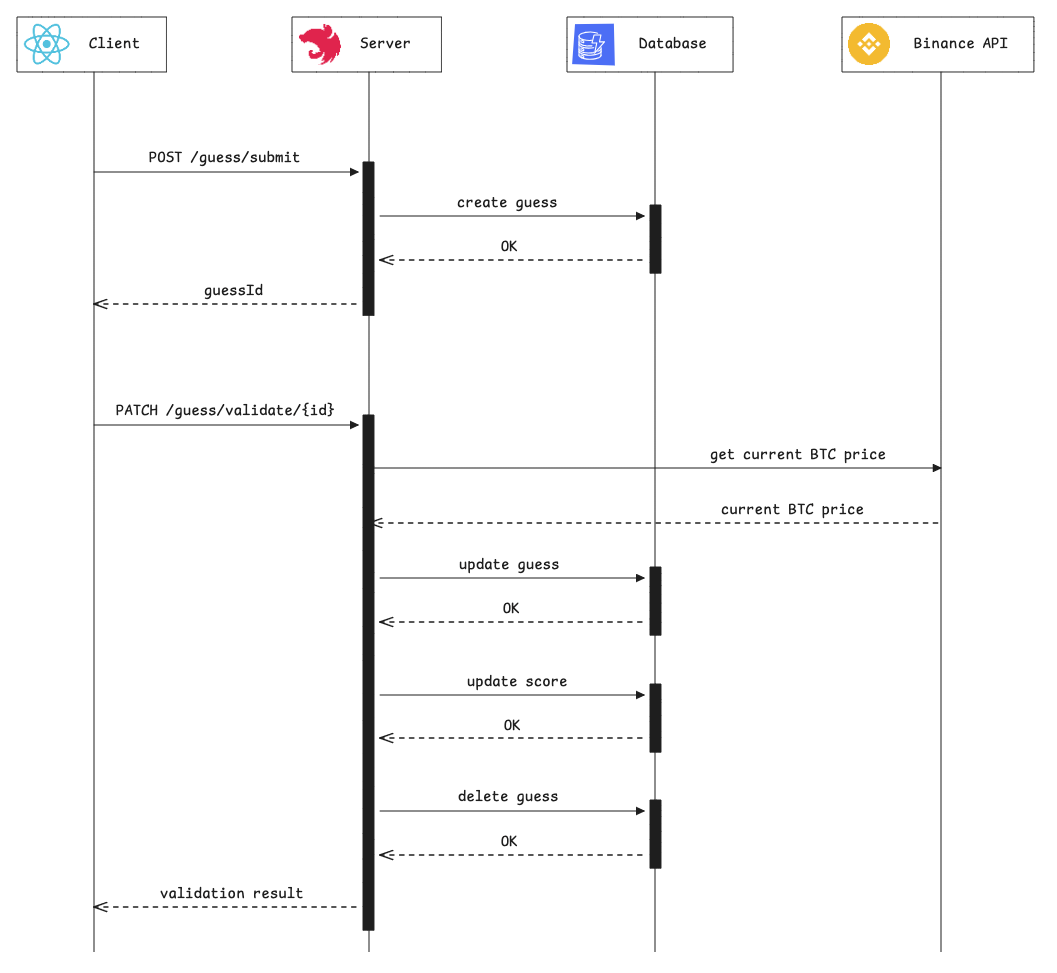 Client
Server
Database
Binance API
POST /guess/submit
create guess
OK
guessId
PATCH /guess/validate/{id}
get current BTC price
current BTC price
update guess
OK
update score
OK
delete guess
OK
validation result